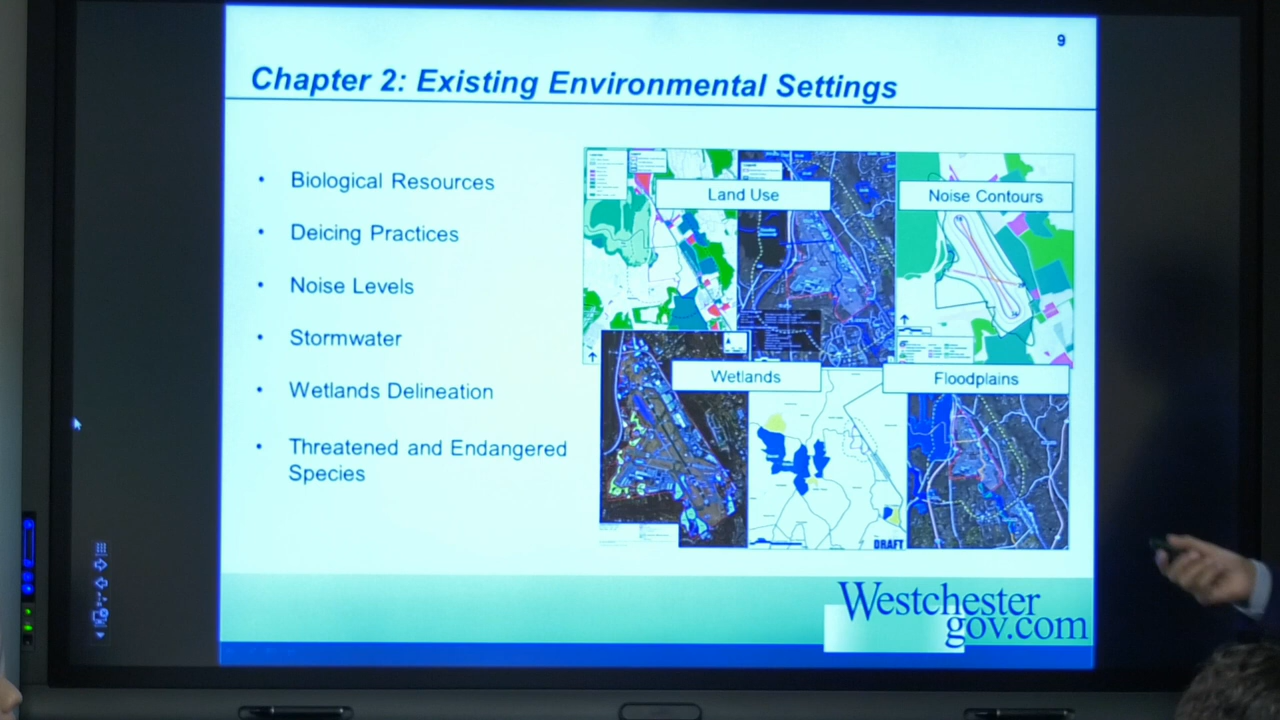 9
Chapter 2: Existing Environmental Settings
• Biological Resources
• Deicing Practices
• Noise Levels
• Stormwater
• Wetlands Delineation
• Threatened and Endangered
Species
Land Use
Noise Contours
Wetlands
Floodplains
DRAFT
Westchester
gov.com